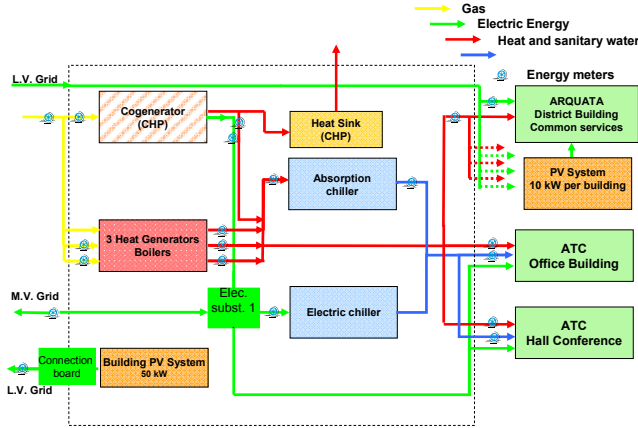 Gas
Electric Energy
Heat and sanitary water
Energy meters
L.V. Grid
Cogenerator
(CHP)
Heat Sink
(CHP)
ARQUATA
District Building
Common services
Absorption
chiller
PV System
10 kW per building
3 Heat Generators
Boilers
ATC
Office Building
M.V. Grid
Elec.
subst. 1
Electric chiller
ATC
Hall Conference
Connection
board
Building PV System
50 kW
L.V. Grid